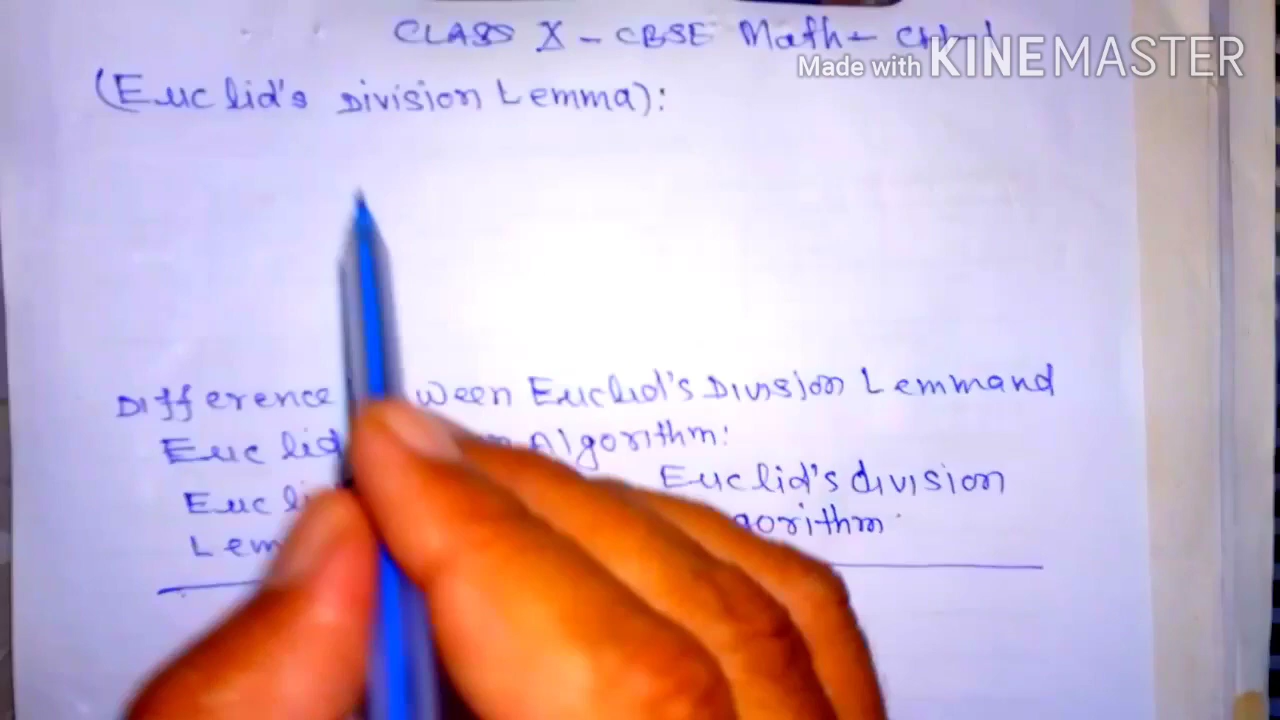 CLASS X - CBSE Math -
Made with KINEMASTER
(Euclid's Division Lemma):
Difference ween Euclid's Division Lemmand
Euclid Algorithm:
Euclid's division
gorithm
Lem